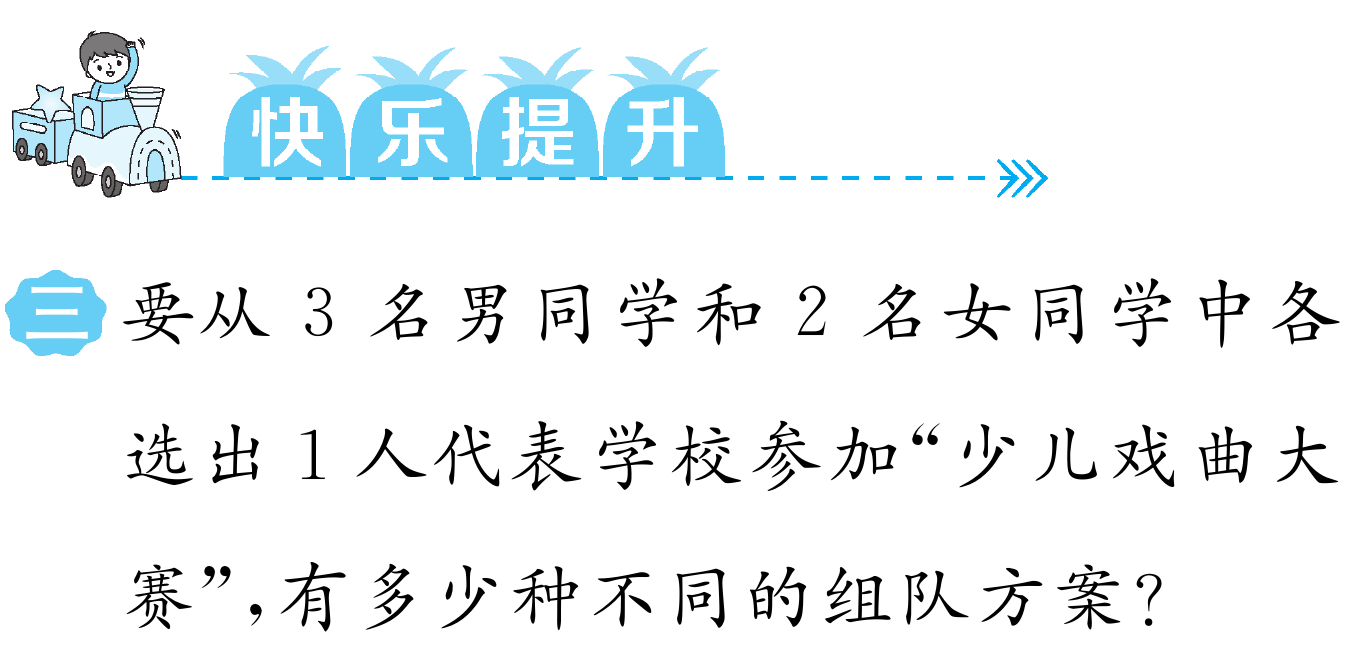 快乐提升
三 要从 3 名男同学和 2 名女同学中各
选出 1 人代表学校参加“少儿戏曲大
赛”,有多少种不同的组队方案?